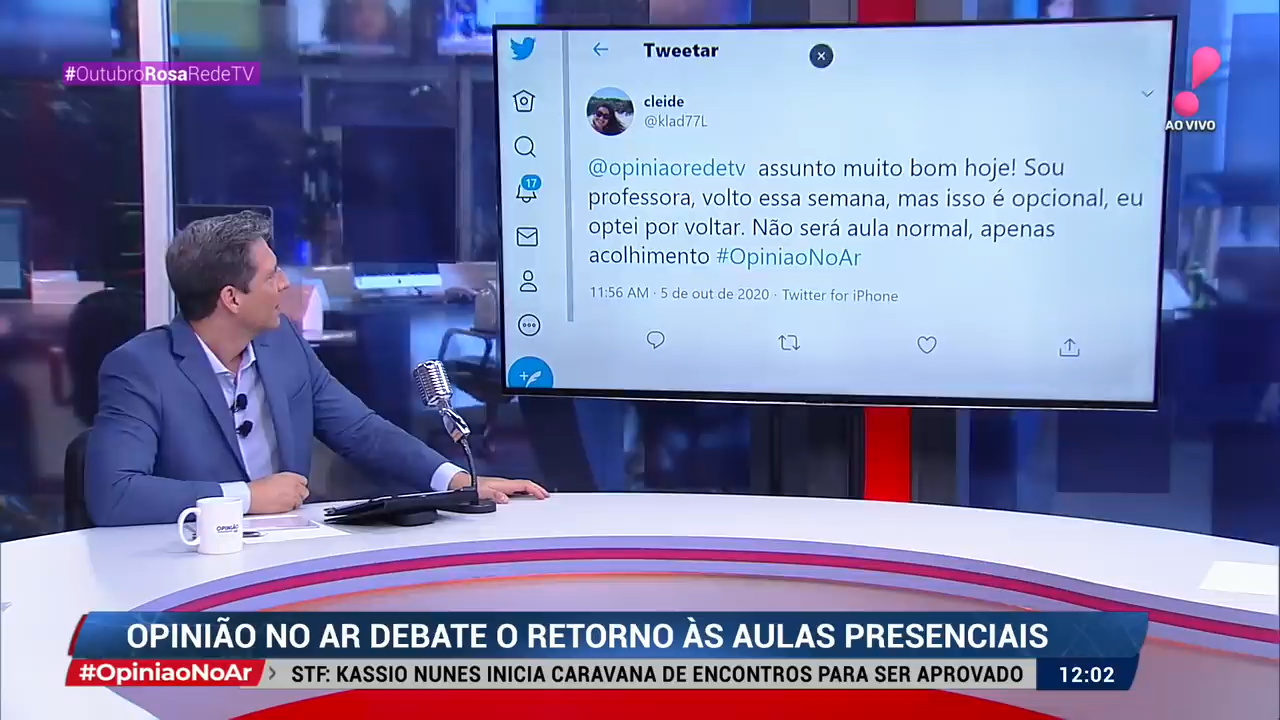 #OutubroRosaRedeTV
Tweetar
AO VIVO
cleide
@klad77L
17
@opiniaoredetv assunto muito bom hoje! Sou
professora, volto essa semana, mas isso é opcional, eu
optei por voltar. Não será aula normal, apenas
acolhimento #OpiniaoNoAr
11:56 AM · 5 de out de 2020 · Twitter for iPhone
OPINIÃO
OPINIÃO NO AR DEBATE O RETORNO ÀS AULAS PRESENCIAIS
#OpiniaoNoAr
STF: KASSIO NUNES INICIA CARAVANA DE ENCONTROS PARA SER APROVADO
12:02